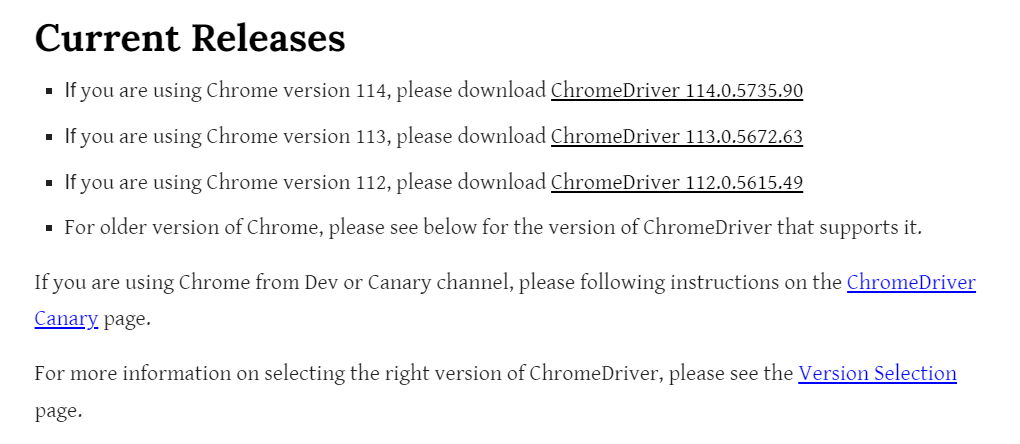 Current Releases
If you are using Chrome version 114, please download ChromeDriver 114.0.5735.90
If you are using Chrome version 113, please download ChromeDriver 113.0.5672.63
If you are using Chrome version 112, please download ChromeDriver 112.0.5615.49
For older version of Chrome, please see below for the version of ChromeDriver that supports it.
If you are using Chrome from Dev or Canary channel, please following instructions on the ChromeDriver
Canary page.
For more information on selecting the right version of ChromeDriver, please see the Version Selection
page.